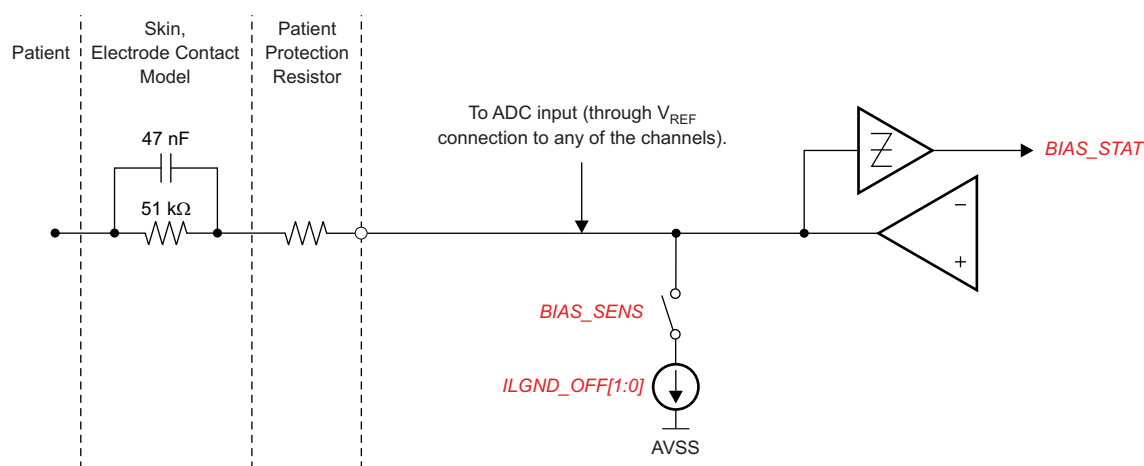 Patient
Skin,
Electrode Contact
Model
Patient
Protection
Resistor
47 nF
51 kΩ
To ADC input (through VREF
connection to any of the channels).
BIAS_STAT
−
+
BIAS_SENS
ILGND_OFF[1:0]
AVSS